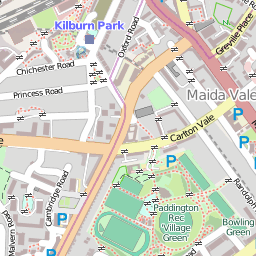 Kilburn Park
Oxford Road
Greville Place
Chichester Road
Princess Road
Maida Vale
P
Carlton Vale
P
P
Cambridge Road
Randolph
Paddington
Rec
Village
Green
P
P
Bowling
Green
Malvern Road